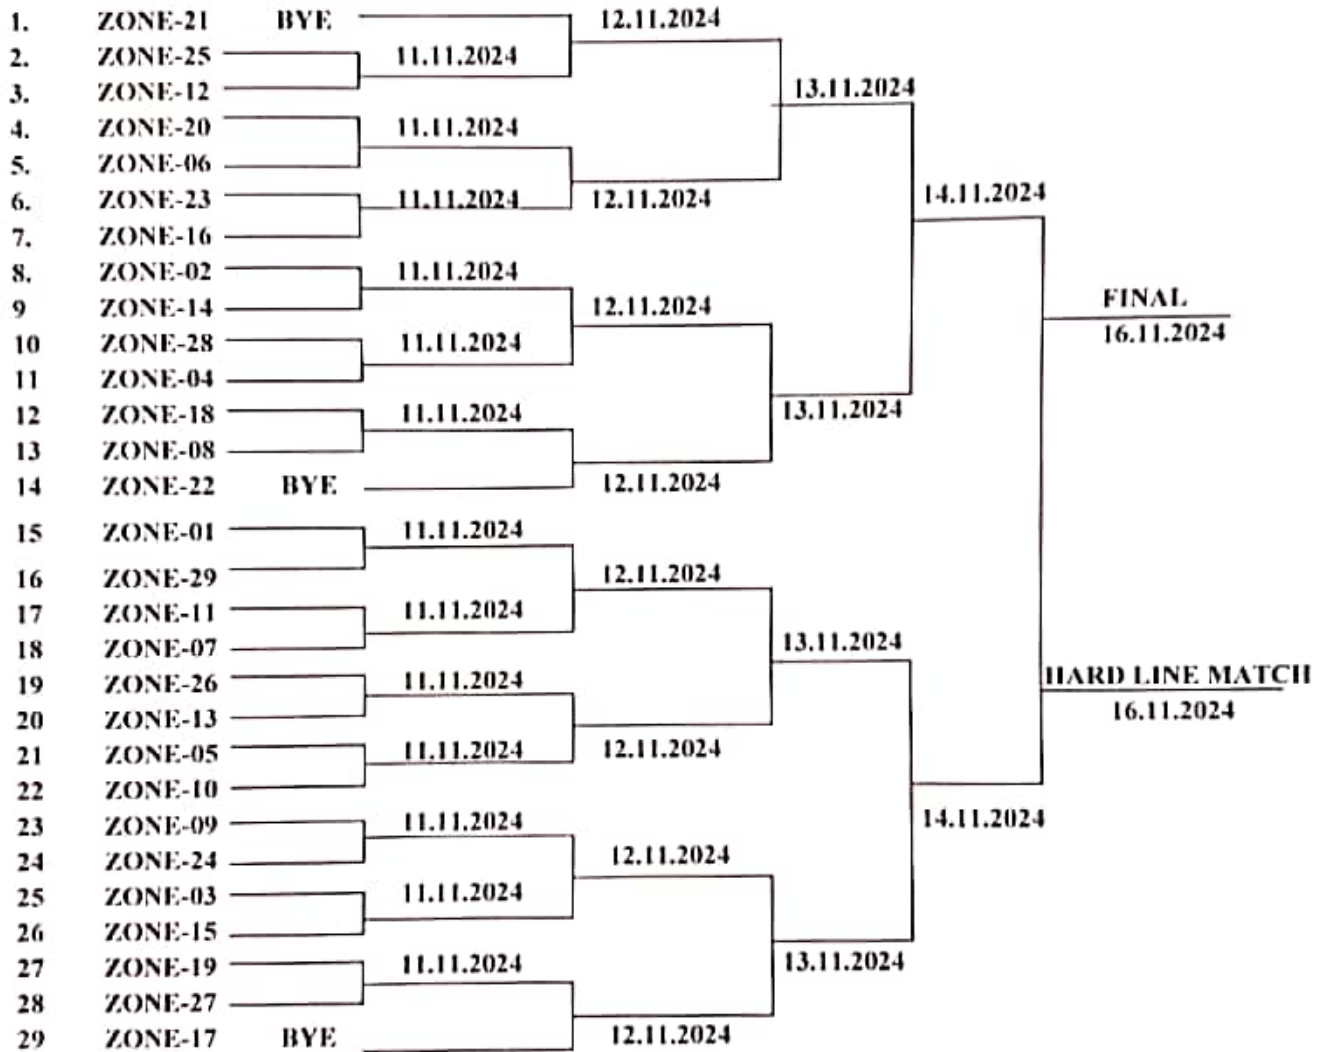 1. ZONE-21 BYE 12.11.2024
2. ZONE-25 11.11.2024
3. ZONE-12 13.11.2024
4. ZONE-20 11.11.2024
5. ZONE-06
6. ZONE-23 11.11.2024 12.11.2024 14.11.2024
7. ZONE-16
8. ZONE-02 11.11.2024
9 ZONE-14 12.11.2024 FINAL
10 ZONE-28 11.11.2024 16.11.2024
11 ZONE-04
12 ZONE-18 11.11.2024 13.11.2024
13 ZONE-08
14 ZONE-22 BYE 12.11.2024
15 ZONE-01 11.11.2024
16 ZONE-29 12.11.2024
17 ZONE-11 11.11.2024
18 ZONE-07 13.11.2024
19 ZONE-26 11.11.2024 HARD LINE MATCH
20 ZONE-13 16.11.2024
21 ZONE-05 11.11.2024 12.11.2024
22 ZONE-10
23 ZONE-09 11.11.2024 14.11.2024
24 ZONE-24 12.11.2024
25 ZONE-03 11.11.2024
26 ZONE-15
27 ZONE-19 11.11.2024 13.11.2024
28 ZONE-27
29 ZONE-17 BYE 12.11.2024